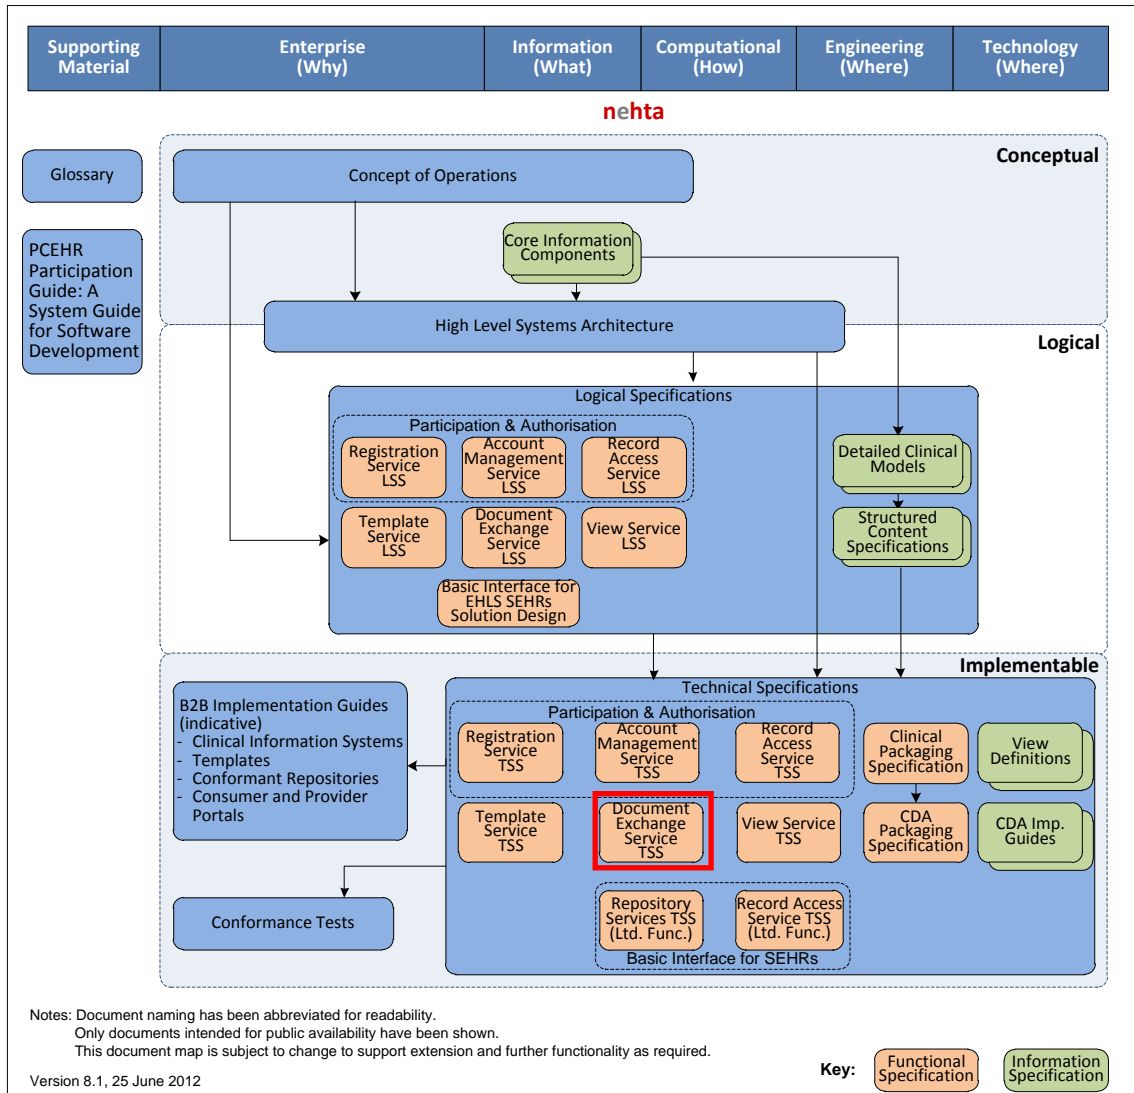 Supporting
Material
Enterprise
(Why)
Information
(What)
Computational
(How)
Engineering
(Where)
Technology
(Where)
nehta
Conceptual
Glossary
Concept of Operations
PCEHR
Participation
Guide: A
System Guide
for Software
Development
Core Information
Components
High Level Systems Architecture
Logical
Logical Specifications
Participation & Authorisation
Registration
Service
LSS
Account
Management
Service
LSS
Record
Access
Service
LSS
Detailed Clinical
Models
Template
Service
LSS
Document
Exchange
Service
LSS
View Service
LSS
Structured
Content
Specifications
Basic Interface for
EHLS SEHRs
Solution Design
Implementable
Technical Specifications
B2B Implementation Guides
(indicative)
- Clinical Information Systems
- Templates
- Conformant Repositories
- Consumer and Provider
Portals
Participation & Authorisation
Registration
Service
TSS
Account
Management
Service
TSS
Record
Access
Service
TSS
Clinical
Packaging
Specification
View
Definitions
Template
Service
TSS
Document
Exchange
Service
TSS
View Service
TSS
CDA
Packaging
Specification
CDA Imp.
Guides
Conformance Tests
Repository
Services TSS
(Ltd. Func.)
Record Access
Service TSS
(Ltd. Func.)
Basic Interface for SEHRs
Notes: Document naming has been abbreviated for readability.
Only documents intended for public availability have been shown.
This document map is subject to change to support extension and further functionality as required.
Version 8.1, 25 June 2012
Key:
Functional
Specification
Information
Specification